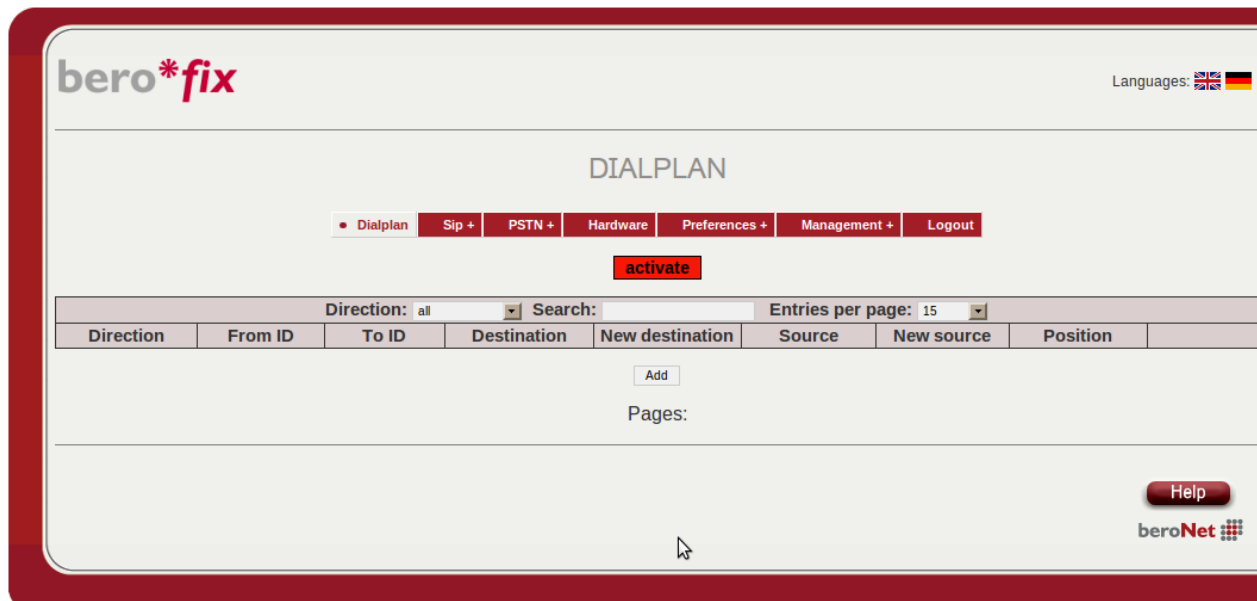 bero*fix
Languages:
DIALPLAN
Dialplan Sip + PSTN + Hardware Preferences + Management + Logout
activate
Direction: all Search: Entries per page: 15
Direction From ID To ID Destination New destination Source New source Position
Add
Pages:
Help
beroNet